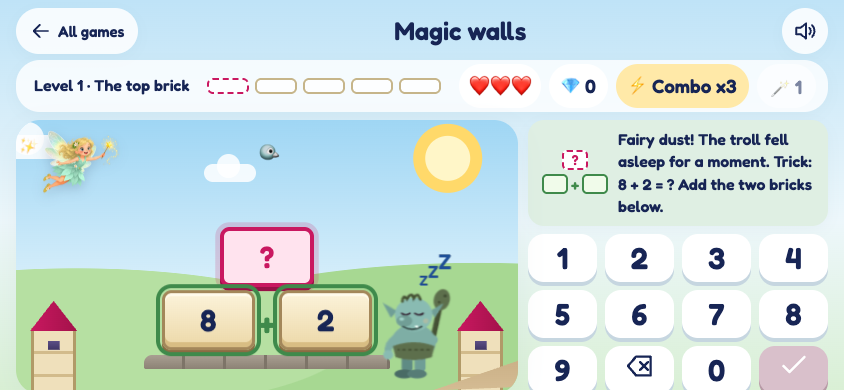 All games
Magic walls
Level 1 · The top brick
0
Combo x3
1
?
8 + 2
z z z
?
+
Fairy dust! The troll fell
asleep for a moment. Trick:
8 + 2 = ? Add the two bricks
below.
1 2 3 4
5 6 7 8
9 0